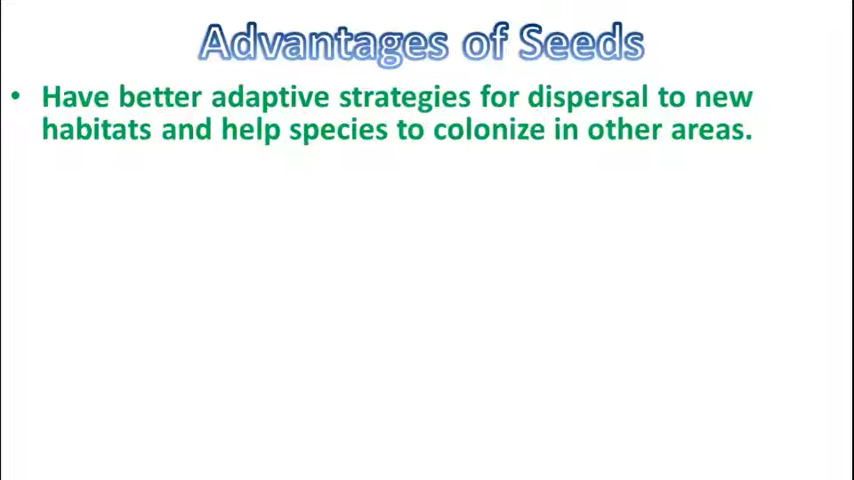 Advantages of Seeds
• Have better adaptive strategies for dispersal to new
habitats and help species to colonize in other areas.